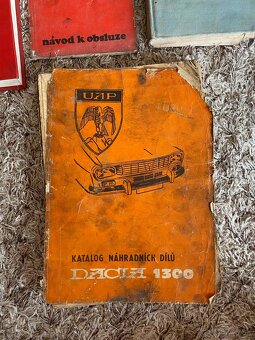 návod k obsluze
UAP
KATALOG NÁHRADNÍCH DÍLŮ
DACIA 1300